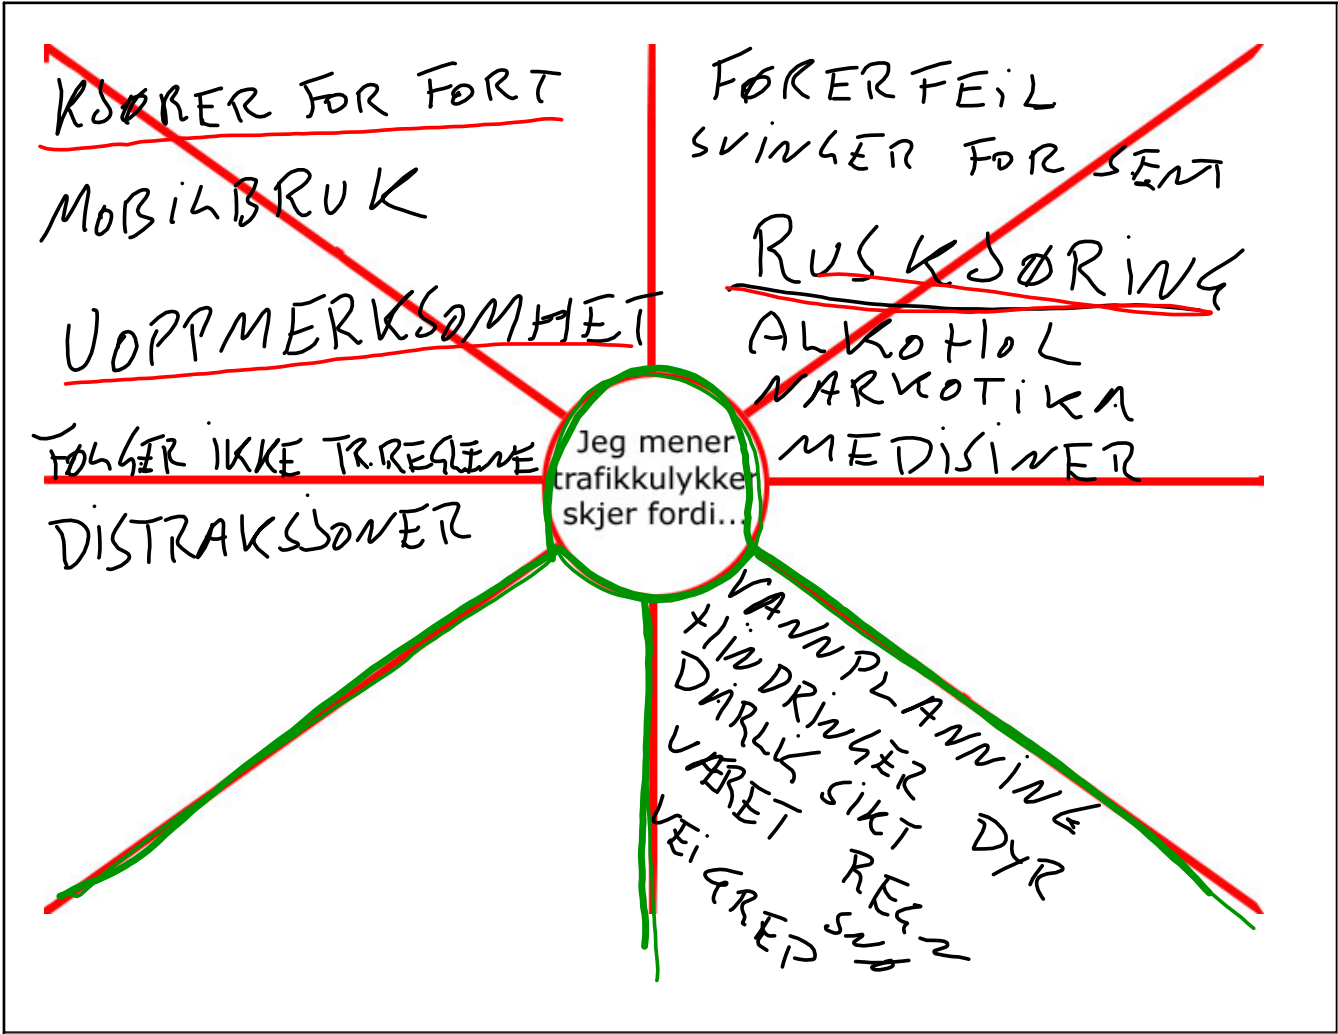 KJØRER FOR FORT
MOBILBRUK
UOPPMERKSOMHET
FØLGER IKKE TR.REGLENE
DISTRAKSJONER
FØRERFEIL
SVINGER FOR SENT
RUSKJØRING
ALKOHOL
NARKOTIKA
MEDISINER
Jeg mener
trafikkulykker
skjer fordi...
VANNPLANNING
HINDRINGER DYR
DÅRLIG SIKT
VÆRET REGN
SNØ
VEIGREP